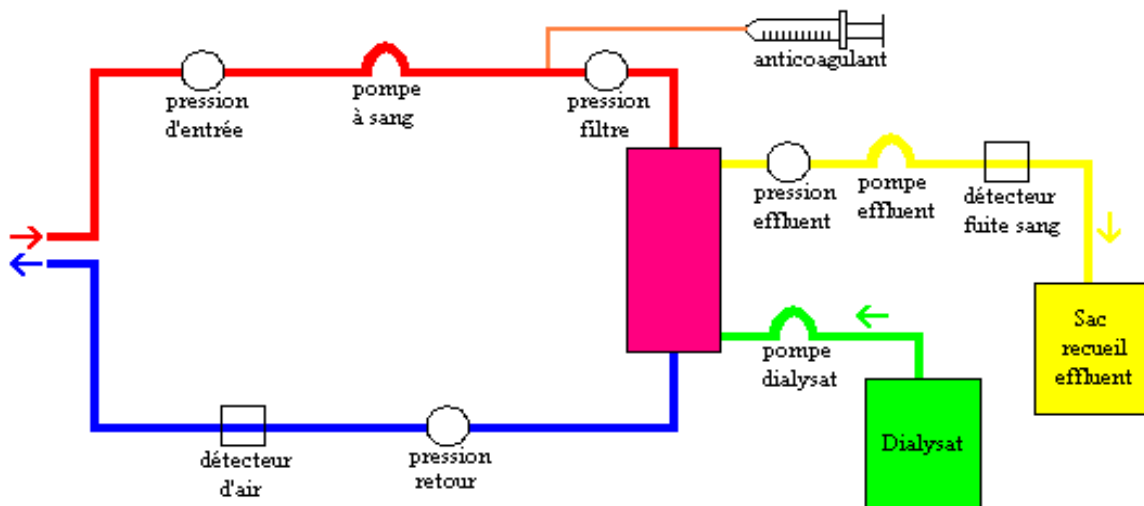 anticoagulant
pression
d'entrée
pompe
à sang
pression
filtre
pression
effluent
pompe
effluent
détecteur
fuite sang
Sac
recueil
effluent
pompe
dialysat
Dialysat
détecteur
d'air
pression
retour